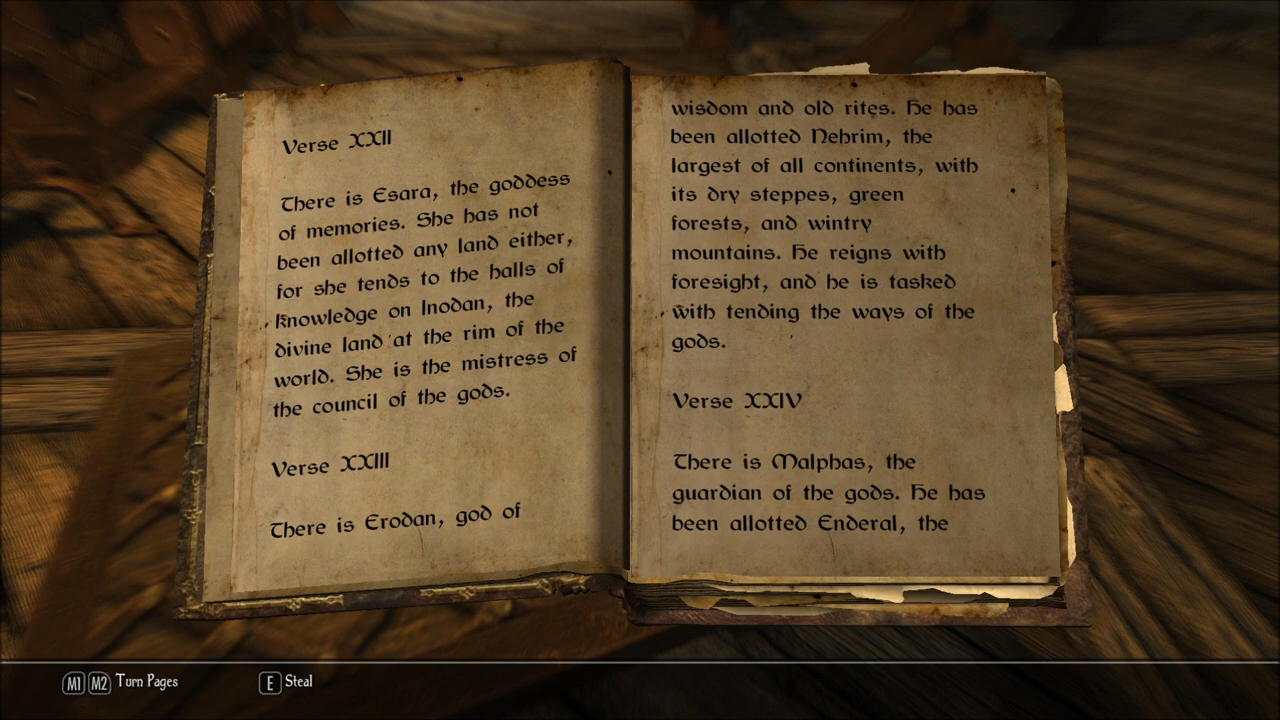 Verse XXII
There is Esara, the goddess
of memories. She has not
been allotted any land either,
for she tends to the halls of
knowledge on Inodan, the
divine land at the rim of the
world. She is the mistress of
the council of the gods.
Verse XXIII
There is Erodan, god of
wisdom and old rites. He has
been allotted Nehrim, the
largest of all continents, with
its dry steppes, green
forests, and wintry
mountains. He reigns with
foresight, and he is tasked
with tending the ways of the
gods.
Verse XXIV
There is Malphas, the
guardian of the gods. He has
been allotted Enderal, the
M1 M2 Turn Pages
E Steal